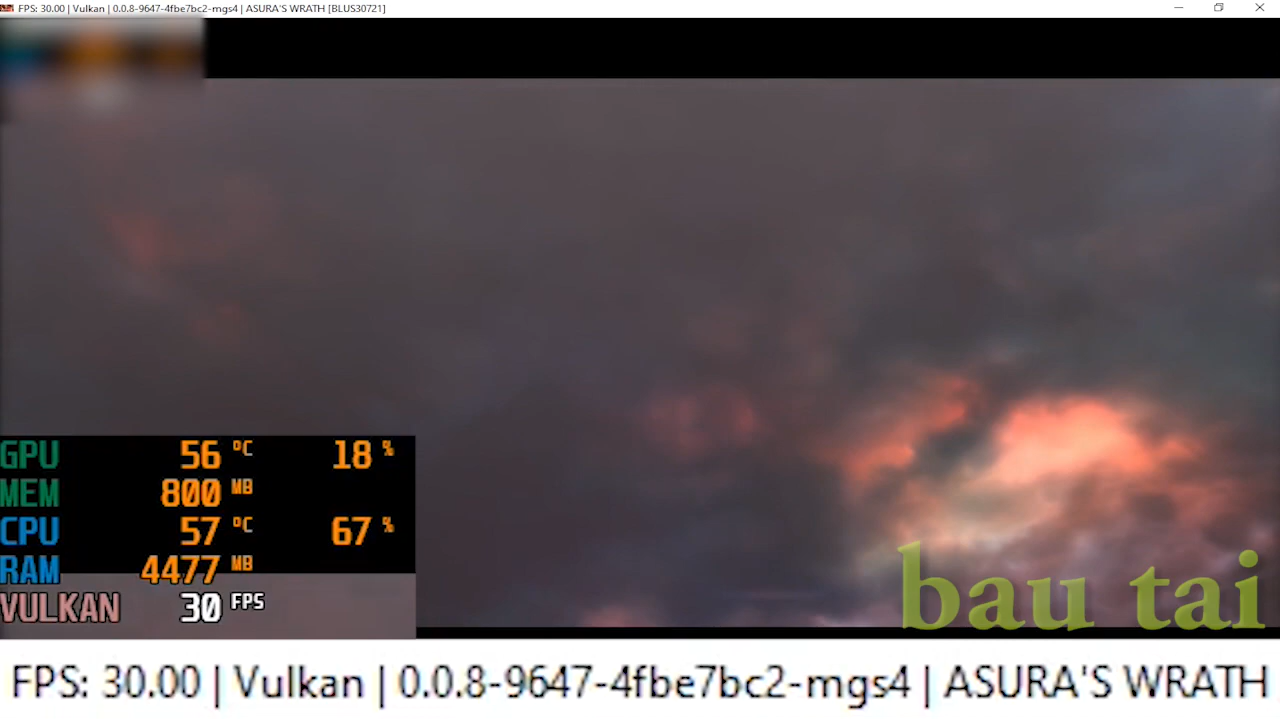 FPS: 30.00 | Vulkan | 0.0.8-9647-4fbe7bc2-mgs4 | ASURA'S WRATH [BLUS30721]
GPU 56 °C 18 %
MEM 800 MB
CPU 57 °C 67 %
RAM 4477 MB
VULKAN 30 FPS
bau tai
FPS: 30.00 | Vulkan | 0.0.8-9647-4fbe7bc2-mgs4 | ASURA'S WRATH